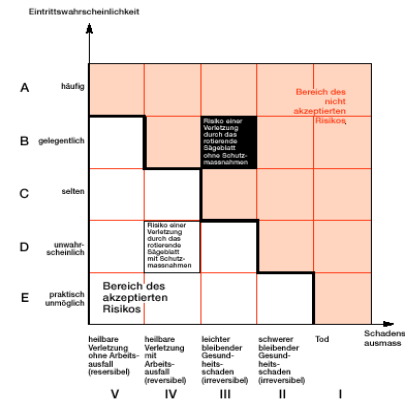 Eintrittswahrscheinlichkeit
A häufig
Bereich des
nicht
akzeptierten
Risikos
B gelegentlich
Risiko einer
Verletzung
durch das
rotierende
Sägeblatt
ohne Schutz-
massnahmen
C selten
D unwahr-
scheinlich
Risiko einer
Verletzung
durch das
rotierende
Sägeblatt
mit Schutz-
massnahmen
E praktisch
unmöglich
Bereich des
akzeptierten
Risikos
Schadens
ausmass
heilbare
Verletzung
ohne Arbeits-
ausfall
(resersibel)
V
heilbare
Verletzung
mit
Arbeits-
ausfall
(reversibel)
IV
leichter
bleibender
Gesund-
heits-
schaden
(irreversibel)
III
schwerer
bleibender
Gesund-
heits-
schaden
(irreversibel)
II
Tod
I